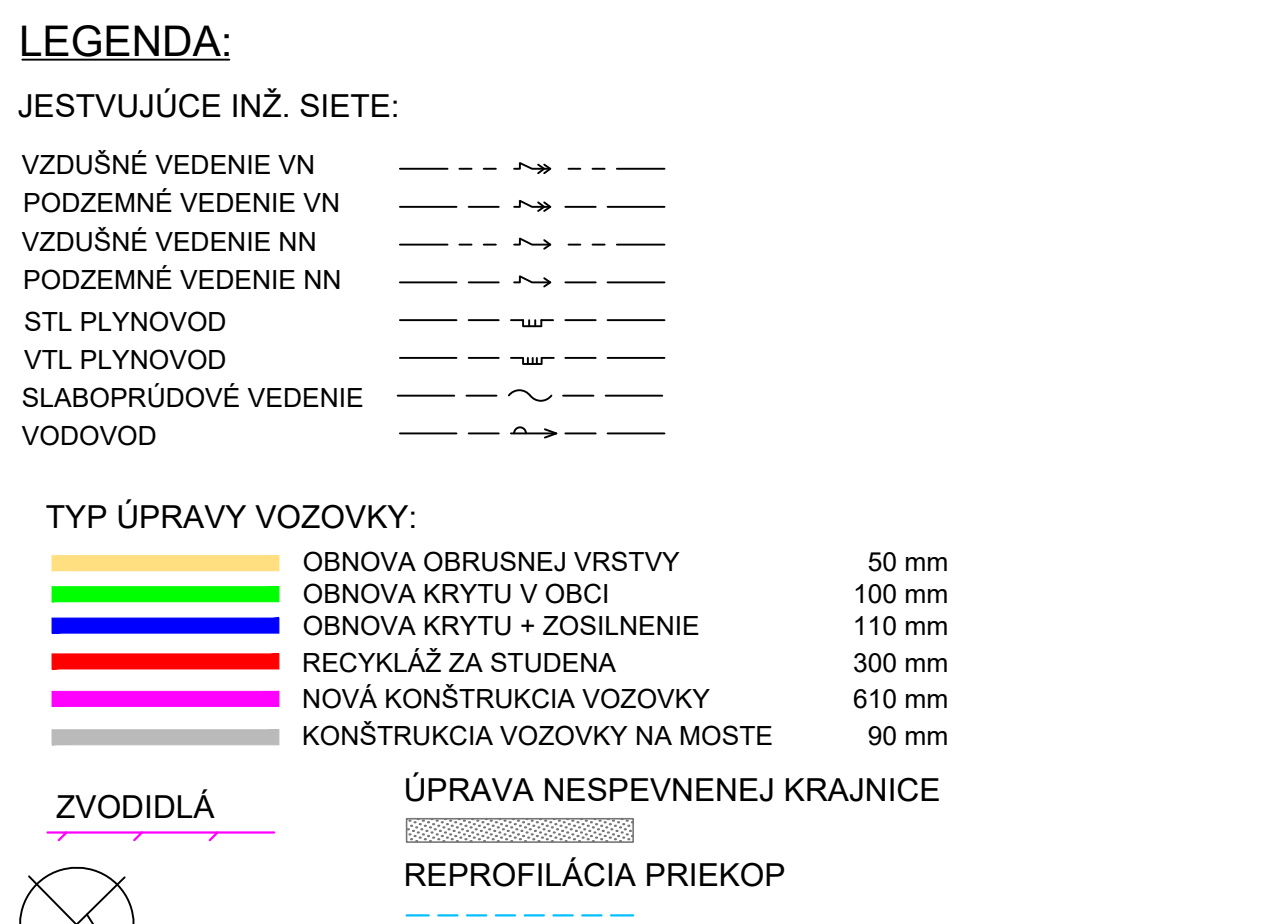 LEGENDA:
JESTVUJÚCE INŽ. SIETE:
VZDUŠNÉ VEDENIE VN
PODZEMNÉ VEDENIE VN
VZDUŠNÉ VEDENIE NN
PODZEMNÉ VEDENIE NN
STL PLYNOVOD
VTL PLYNOVOD
SLABOPRÚDOVÉ VEDENIE
VODOVOD
TYP ÚPRAVY VOZOVKY:
OBNOVA OBRUSNEJ VRSTVY 50 mm
OBNOVA KRYTU V OBCI 100 mm
OBNOVA KRYTU + ZOSILNENIE 110 mm
RECYKLÁŽ ZA STUDENA 300 mm
NOVÁ KONŠTRUKCIA VOZOVKY 610 mm
KONŠTRUKCIA VOZOVKY NA MOSTE 90 mm
ZVODIDLÁ
ÚPRAVA NESPEVNENEJ KRAJNICE
REPROFILÁCIA PRIEKOP